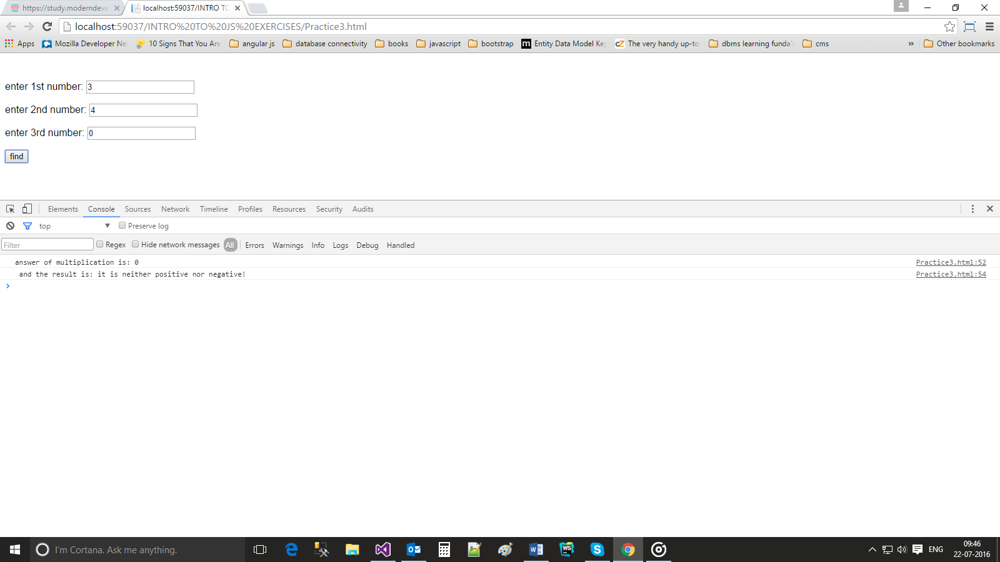 https://study.moderndeve
localhost:59037/INTRO TO
localhost:59037/INTRO%20TO%20JS%20EXERCISES/Practice3.html
Apps Mozilla Developer Ne 10 Signs That You Are angular js database connectivity books javascript bootstrap m Entity Data Model Key cz The very handy up-to dbms learning funda's cms » Other bookmarks
enter 1st number: 3
enter 2nd number: 4
enter 3rd number: 0
find
Elements Console Sources Network Timeline Profiles Resources Security Audits
top Preserve log
Filter Regex Hide network messages All Errors Warnings Info Logs Debug Handled
answer of multiplication is: 0 Practice3.html:52
and the result is: it is neither positive nor negative! Practice3.html:54
>
I'm Cortana. Ask me anything. WS ENG 09:46
22-07-2016